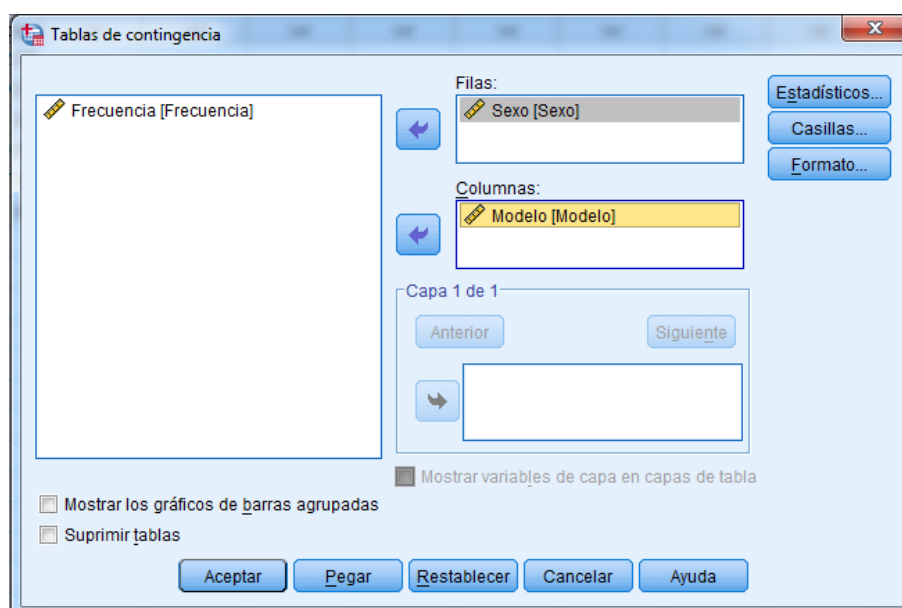 Tablas de contingencia
Frecuencia [Frecuencia]
Filas:
Sexo [Sexo]
Columnas:
Modelo [Modelo]
Capa 1 de 1
Anterior
Siguiente
Mostrar variables de capa en capas de tabla
Estadísticos...
Casillas...
Formato...
Mostrar los gráficos de barras agrupadas
Suprimir tablas
Aceptar
Pegar
Restablecer
Cancelar
Ayuda